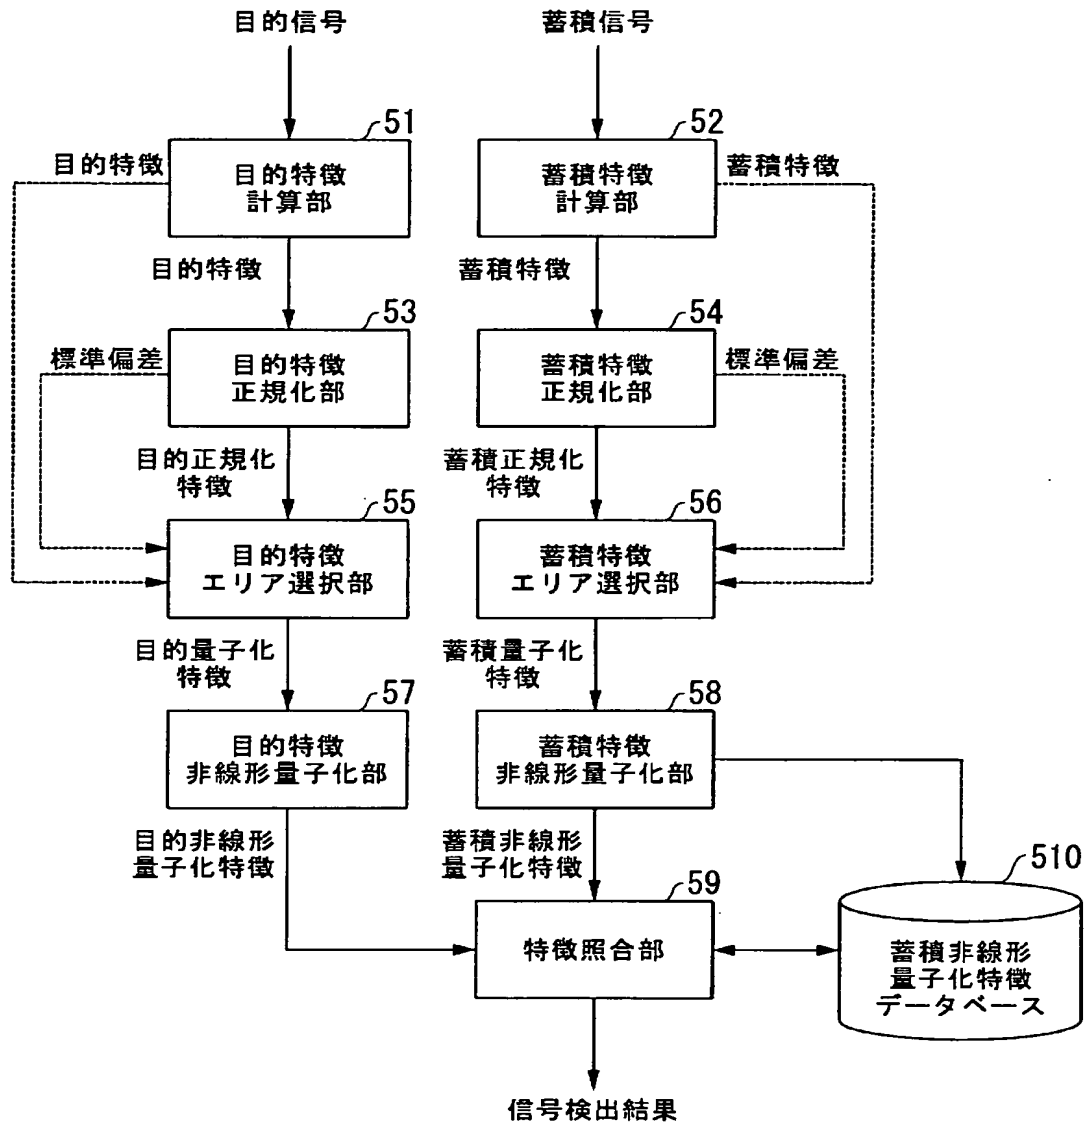 目的信号
蓄積信号
51
52
目的特徴
目的特徴
計算部
蓄積特徴
計算部
蓄積特徴
目的特徴
蓄積特徴
53
54
標準偏差
目的特徴
正規化部
蓄積特徴
正規化部
標準偏差
目的正規化
特徴
蓄積正規化
特徴
55
56
目的特徴
エリア選択部
蓄積特徴
エリア選択部
目的量子化
特徴
蓄積量子化
特徴
57
58
目的特徴
非線形量子化部
蓄積特徴
非線形量子化部
目的非線形
量子化特徴
蓄積非線形
量子化特徴
59
510
特徴照合部
蓄積非線形
量子化特徴
データベース
信号検出結果